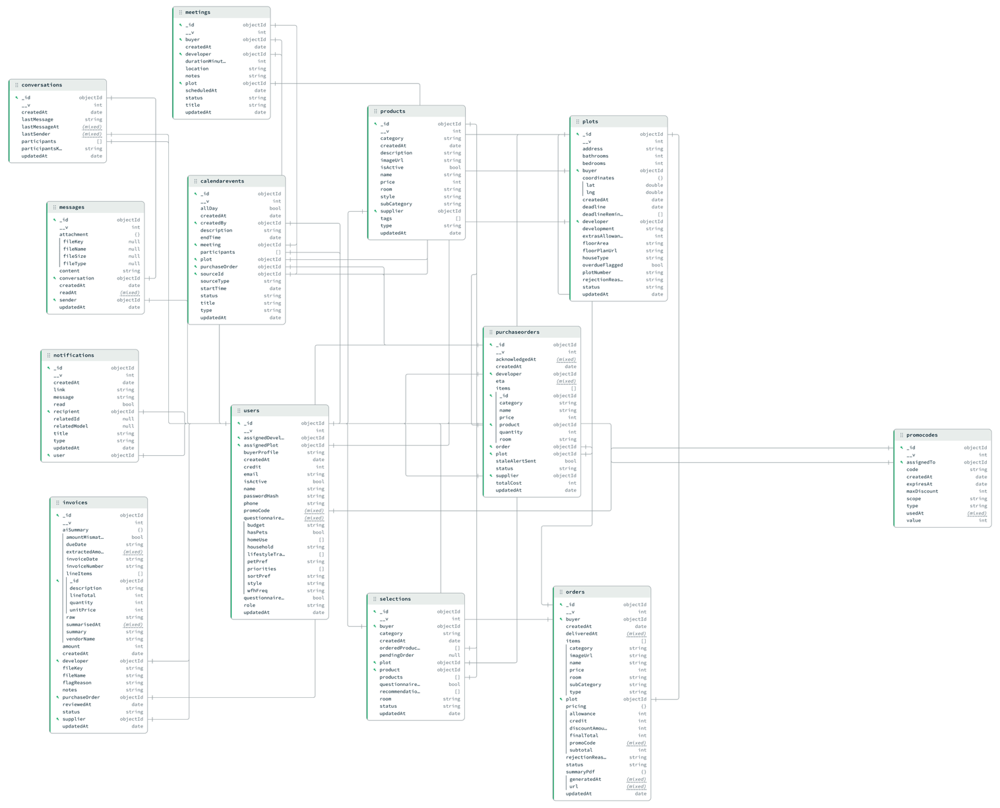 meetings
_id objectId
__v int
buyer objectId
createdAt date
developer objectId
durationMinut… int
location string
notes string
plot objectId
scheduledAt date
status string
title string
updatedAt date
conversations
_id objectId
__v int
createdAt date
lastMessage string
lastMessageAt (mixed)
lastSender (mixed)
participants []
participantsK… string
updatedAt date
products
_id objectId
__v int
category string
createdAt date
description string
imageUrl string
isActive bool
name string
price int
room string
style string
subCategory string
supplier objectId
tags []
type string
updatedAt date
plots
_id objectId
__v int
address string
bathrooms int
bedrooms int
buyer objectId
coordinates {}
lat double
lng double
createdAt date
deadline date
deadlineRemin… []
developer objectId
development string
extrasAllowan… int
floorArea string
floorPlanUrl string
houseType string
overdueFlagged bool
plotNumber string
rejectionReas… string
status string
updatedAt date
calendarevents
_id objectId
__v int
allDay bool
createdAt date
createdBy objectId
description string
endTime date
meeting objectId
participants []
plot objectId
purchaseOrder objectId
sourceId objectId
sourceType string
startTime date
status string
title string
type string
updatedAt date
messages
_id objectId
__v int
attachment {}
fileKey null
fileName null
fileSize null
fileType null
content string
conversation objectId
createdAt date
readAt (mixed)
sender objectId
updatedAt date
purchaseorders
_id objectId
__v int
acknowledgedAt (mixed)
createdAt date
developer objectId
eta (mixed)
items []
_id objectId
category string
name string
price int
product objectId
quantity int
room string
order objectId
plot objectId
staleAlertSent bool
status string
supplier objectId
totalCost int
updatedAt date
notifications
_id objectId
__v int
createdAt date
link string
message string
read bool
recipient objectId
relatedId null
relatedModel null
title string
type string
updatedAt date
user objectId
users
_id objectId
__v int
assignedDevel… objectId
assignedPlot objectId
buyerProfile string
createdAt date
credit int
email string
isActive bool
name string
passwordHash string
phone string
promoCode (mixed)
questionnaire… (mixed)
budget string
hasPets bool
homeUse []
household string
lifestyleTra… []
petPref string
priorities []
sortPref string
style string
wfhFreq string
questionnaire… bool
role string
updatedAt date
promocodes
_id objectId
__v int
assignedTo objectId
code string
createdAt date
expiresAt date
maxDiscount int
scope string
type string
usedAt (mixed)
value int
invoices
_id objectId
__v int
aiSummary {}
amountMismat… bool
dueDate string
extractedAmo… (mixed)
invoiceDate string
invoiceNumber string
lineItems []
_id objectId
description string
lineTotal int
quantity int
unitPrice int
raw string
summarisedAt (mixed)
summary string
vendorName string
amount int
createdAt date
developer objectId
fileKey string
fileName string
flagReason string
notes string
purchaseOrder objectId
reviewedAt date
status string
supplier objectId
updatedAt date
selections
_id objectId
__v int
buyer objectId
category string
createdAt date
orderedProduc… []
pendingOrder null
plot objectId
product objectId
products []
questionnaire… bool
recommendatio… []
room string
status string
updatedAt date
orders
_id objectId
__v int
buyer objectId
createdAt date
deliveredAt (mixed)
items []
category string
imageUrl string
name string
price int
room string
subCategory string
type string
plot objectId
pricing {}
allowance int
credit int
discountAmou… int
finalTotal int
promoCode (mixed)
subtotal int
rejectionReas… string
status string
summaryPdf {}
generatedAt (mixed)
url (mixed)
updatedAt date